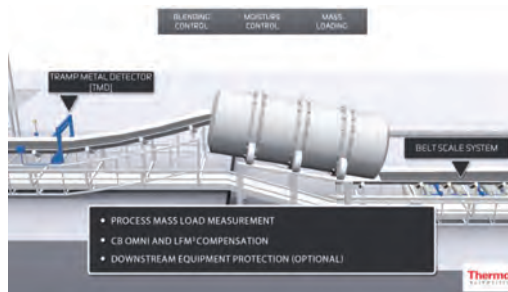 BLENDING MOISTURE MASS
CONTROL CONTROL LOADING
TRAMP METAL DETECTOR
[TMD]
BELT SCALE SYSTEM
• PROCESS MASS LOAD MEASUREMENT
• CB OMNI AND LFM³ COMPENSATION
• DOWNSTREAM EQUIPMENT PROTECTION (OPTIONAL)
Thermo
SCIENTIFIC